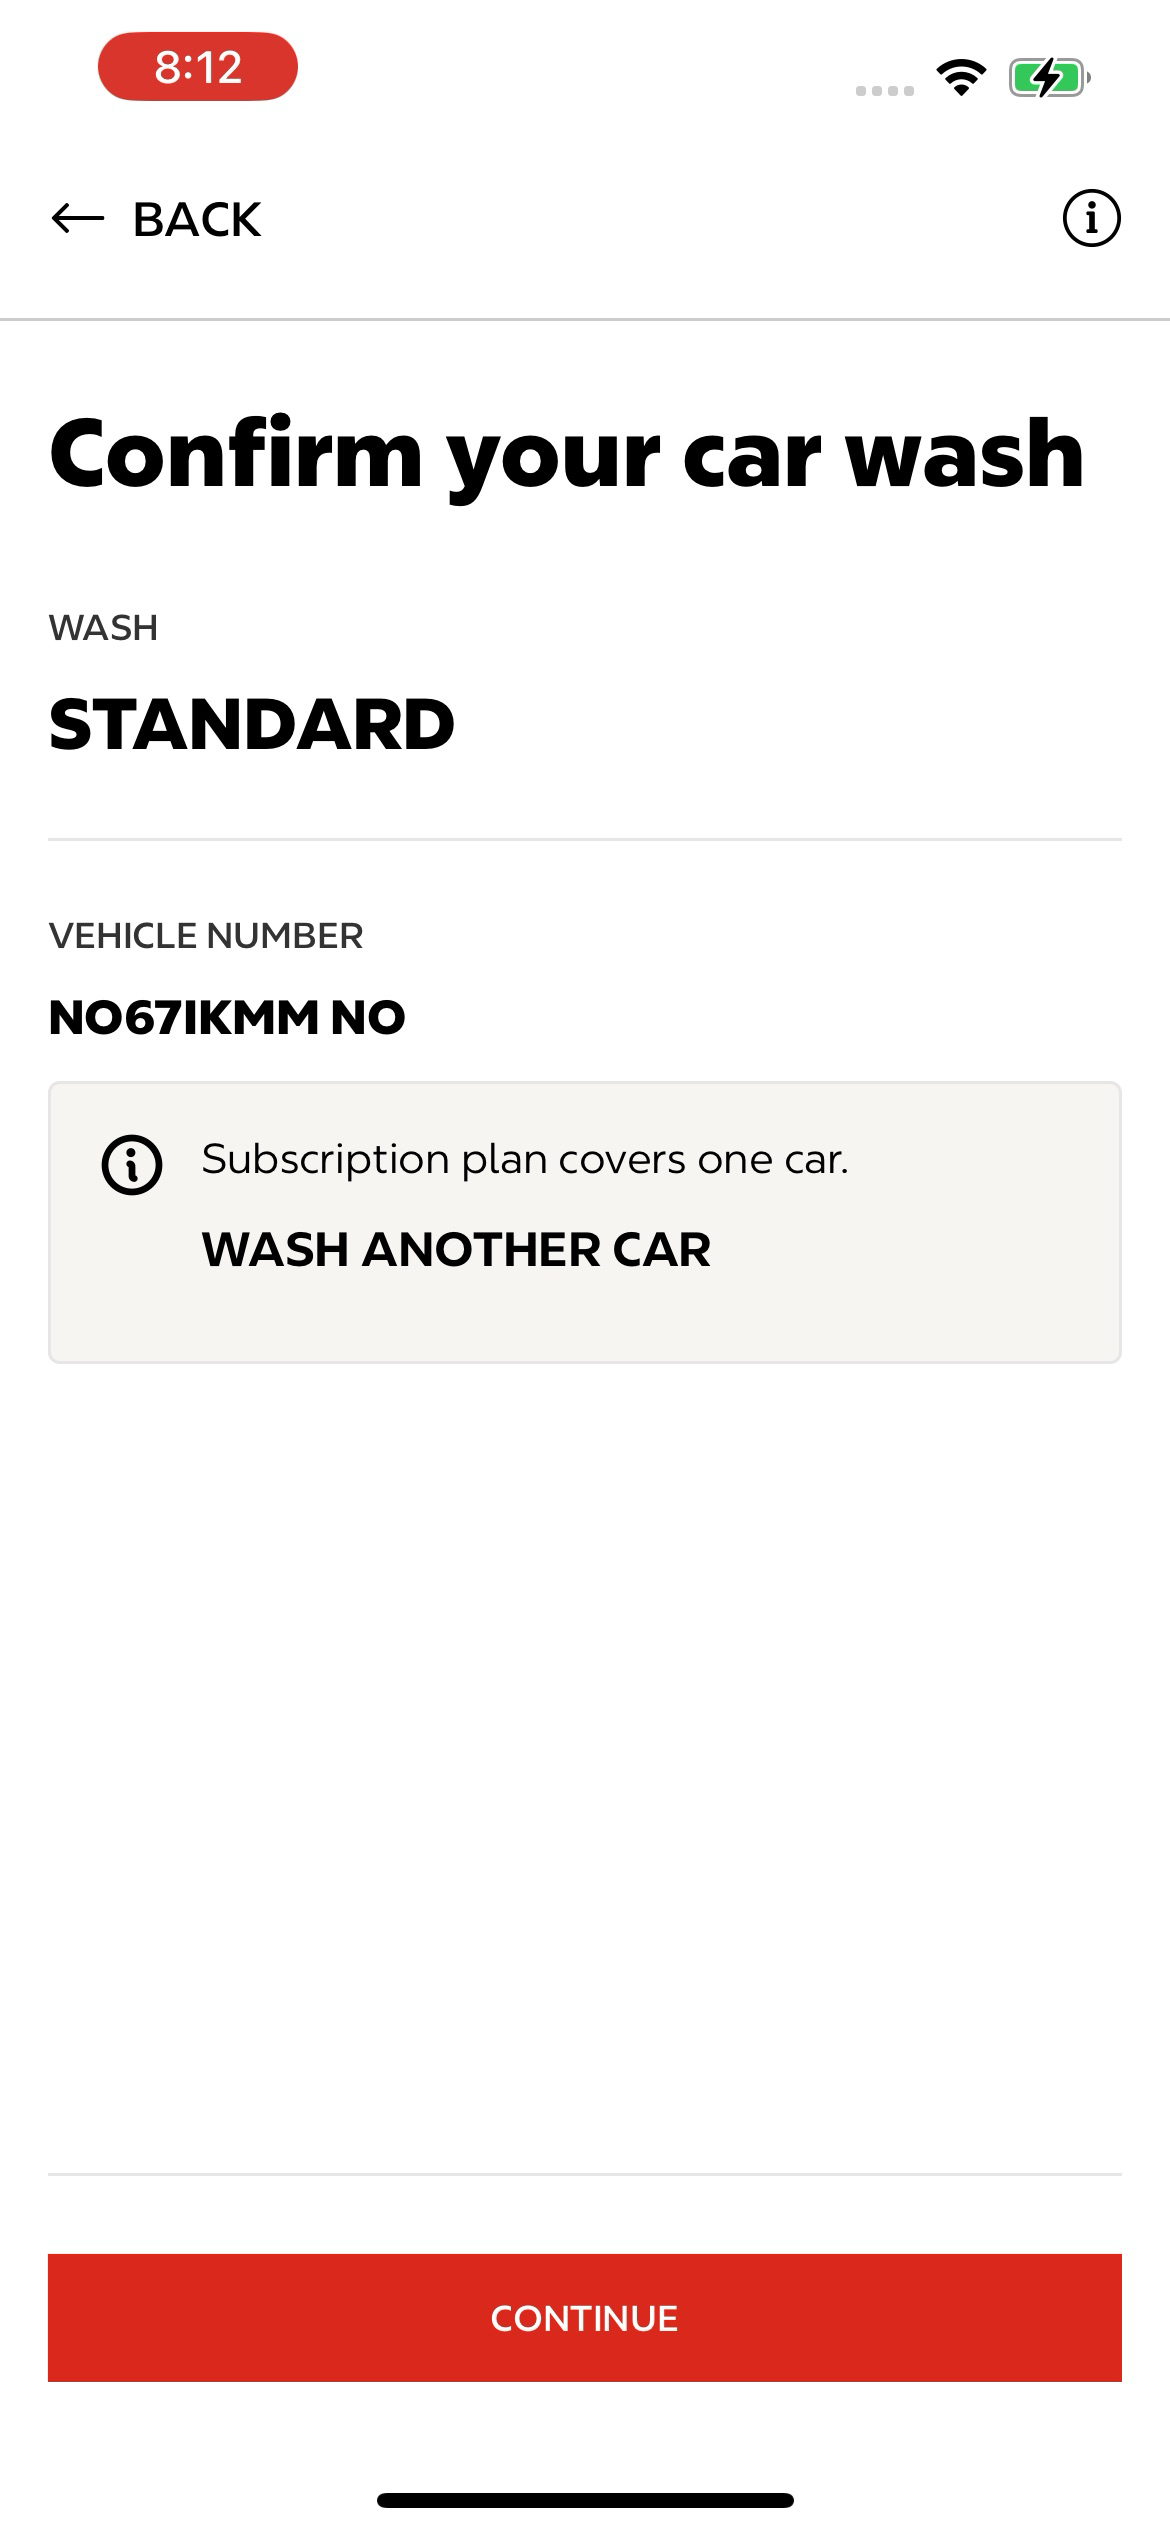 8:12
BACK
Confirm your car wash
WASH
STANDARD
VEHICLE NUMBER
NO67IKMM NO
Subscription plan covers one car.
WASH ANOTHER CAR
CONTINUE